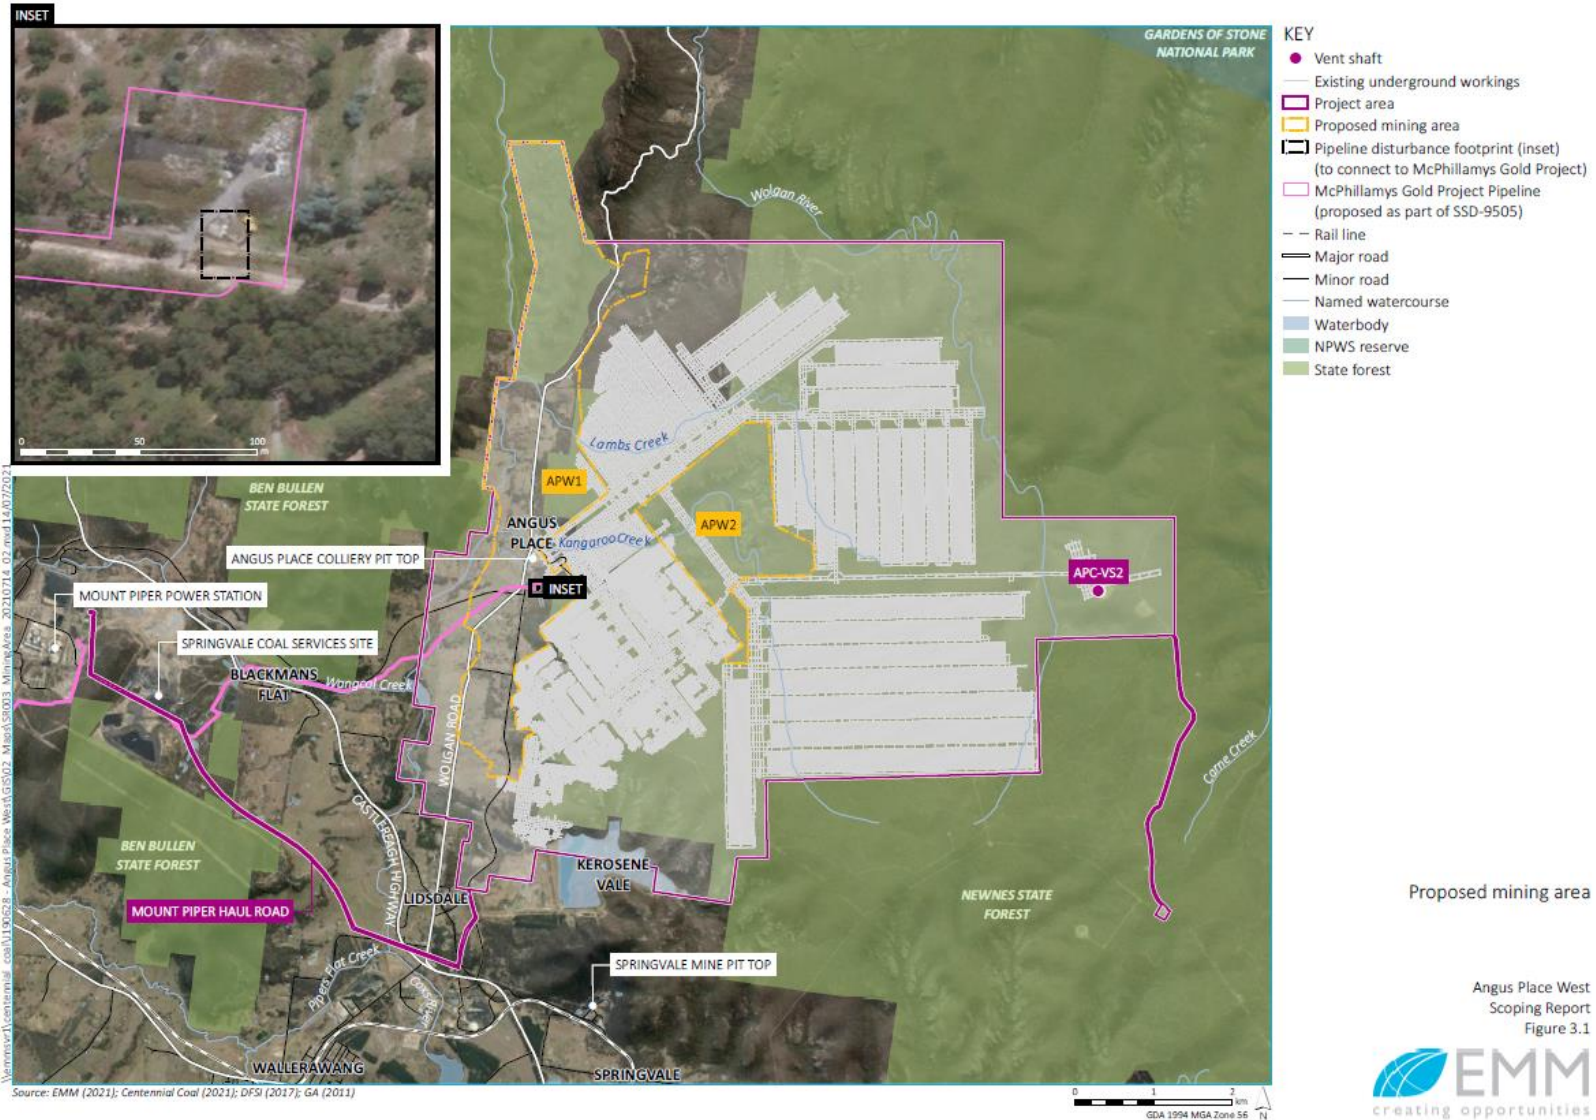 INSET
0 50 100
m
GARDENS OF STONE
NATIONAL PARK
Wolgan River
Lambs Creek
APW1
APW2
BEN BULLEN
STATE FOREST
ANGUS
PLACE
Kangaroo Creek
ANGUS PLACE COLLIERY PIT TOP
INSET
APC-VS2
MOUNT PIPER POWER STATION
SPRINGVALE COAL SERVICES SITE
BLACKMANS
FLAT
Wangcol Creek
WOLGAN ROAD
CASTLEREAGH HIGHWAY
Carne Creek
BEN BULLEN
STATE FOREST
KEROSENE
VALE
LIDSDALE
MOUNT PIPER HAUL ROAD
NEWNES STATE
FOREST
Pipers Flat Creek
SPRINGVALE MINE PIT TOP
WALLERAWANG
SPRINGVALE
KEY
Vent shaft
Existing underground workings
Project area
Proposed mining area
Pipeline disturbance footprint (inset)
(to connect to McPhillamys Gold Project)
McPhillamys Gold Project Pipeline
(proposed as part of SSD-9505)
Rail line
Major road
Minor road
Named watercourse
Waterbody
NPWS reserve
State forest
Proposed mining area
Angus Place West
Scoping Report
Figure 3.1
EMM
creating opportunities
Source: EMM (2021); Centennial Coal (2021); DFSI (2017); GA (2011)
0 1 2
km
GDA 1994 MGA Zone 56
N